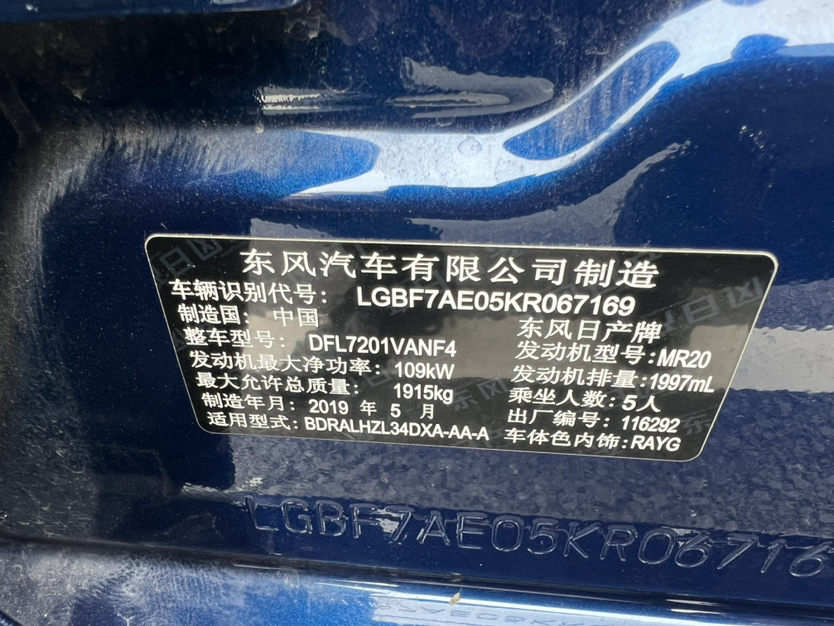 东风汽车有限公司制造
车辆识别代号: LGBF7AE05KR067169
制造国: 中国 东风日产牌
整车型号: DFL7201VANF4 发动机型号:MR20
发动机最大净功率: 109kW 发动机排量:1997mL
最大允许总质量: 1915kg 乘坐人数:5人
制造年月: 2019 年 5 月 出厂编号: 116292
适用型式: BDRALHZL34DXA-AA-A 车体色内饰:RAYG
LGBF7AE05KR06716